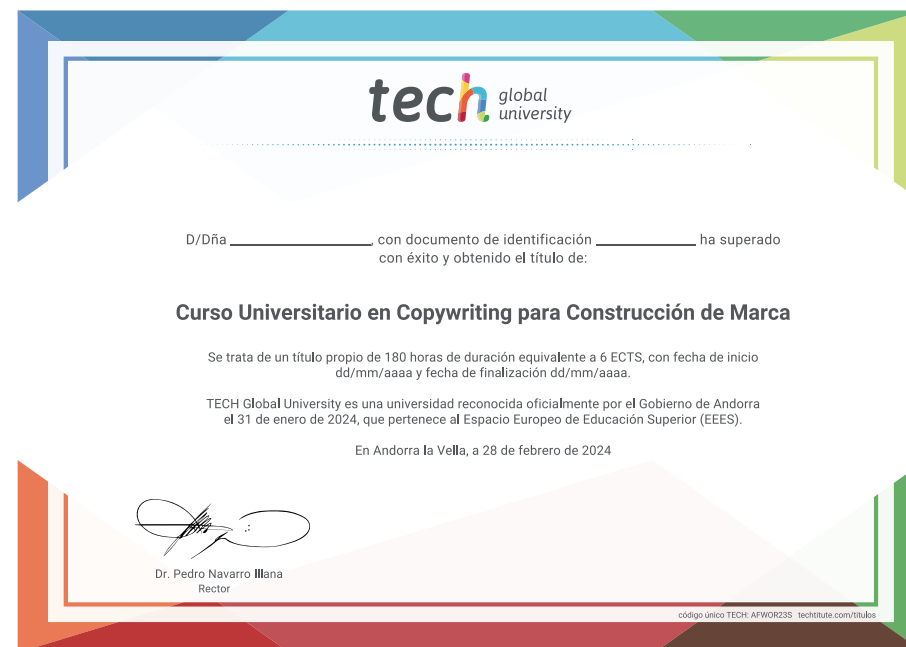 tech global university
D/Dña ____________________, con documento de identificación ______________ ha superado
con éxito y obtenido el título de:
Curso Universitario en Copywriting para Construcción de Marca
Se trata de un título propio de 180 horas de duración equivalente a 6 ECTS, con fecha de inicio
dd/mm/aaaa y fecha de finalización dd/mm/aaaa.
TECH Global University es una universidad reconocida oficialmente por el Gobierno de Andorra
el 31 de enero de 2024, que pertenece al Espacio Europeo de Educación Superior (EEES).
En Andorra la Vella, a 28 de febrero de 2024
Dr. Pedro Navarro Illana
Rector
código único TECH: AFWOR23S techtitute.com/titulos